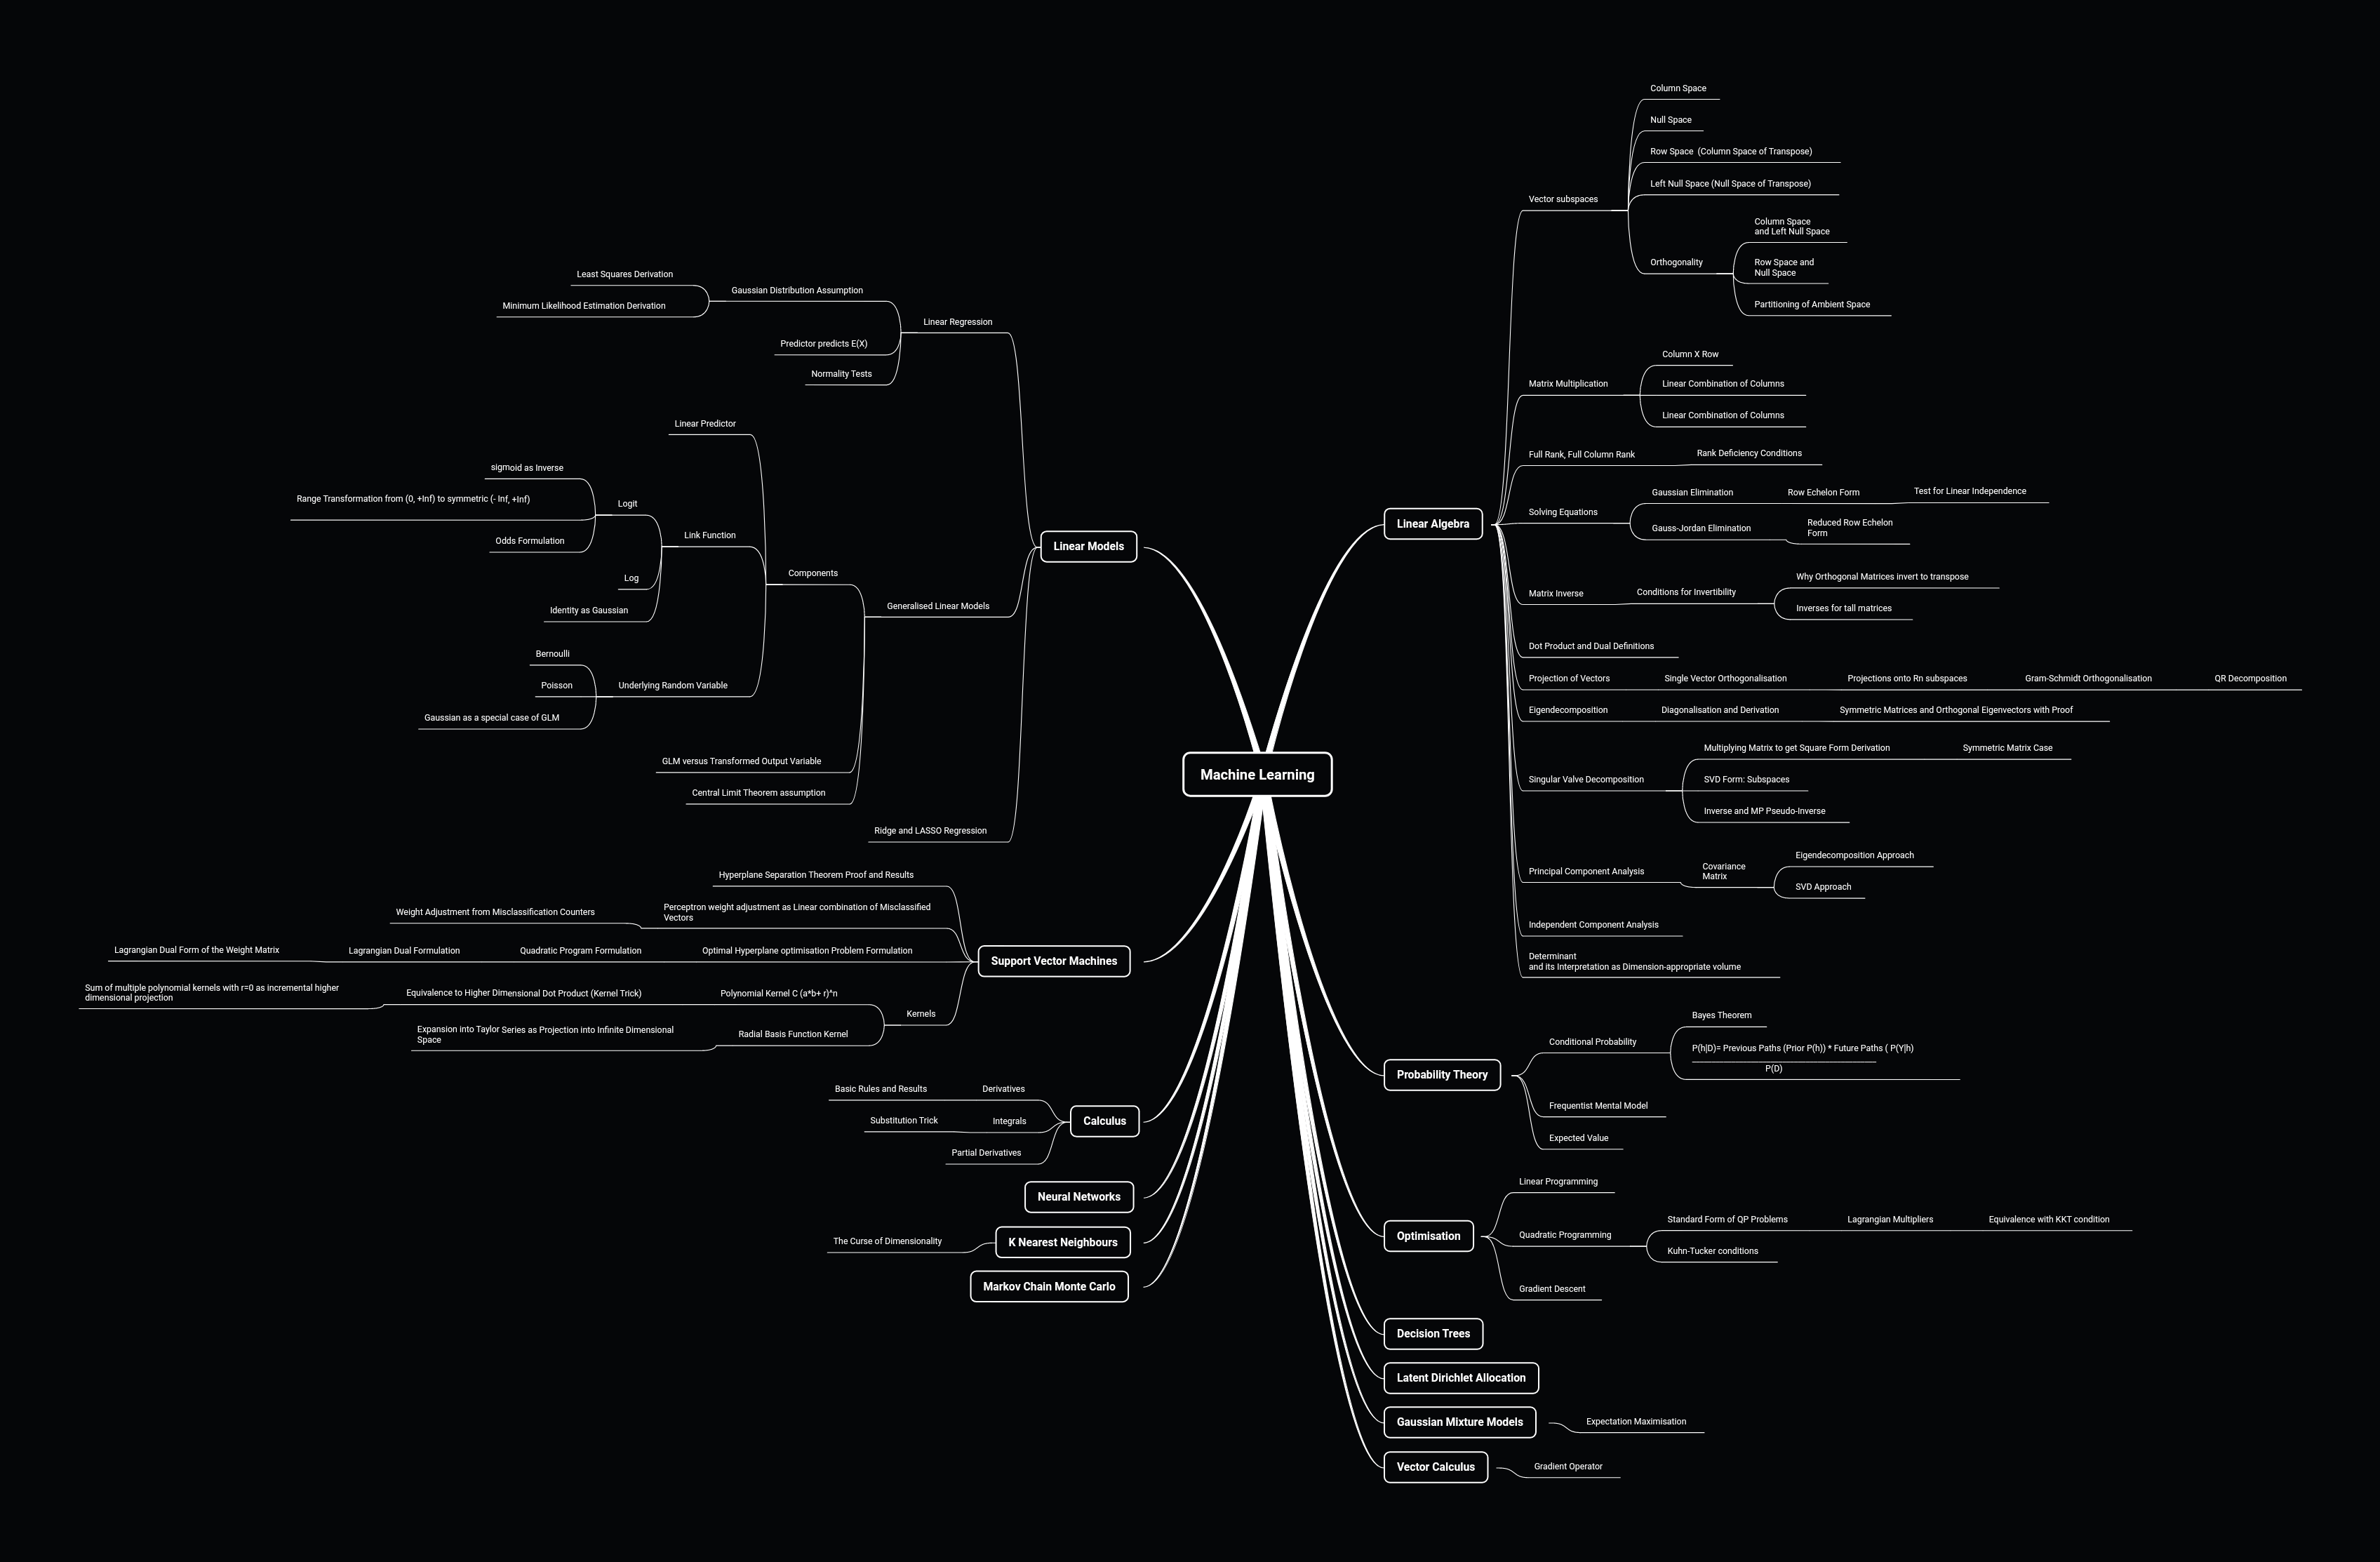 Machine Learning
Linear Algebra
Vector subspaces
Column Space
Null Space
Row Space  (Column Space of Transpose)
Left Null Space (Null Space of Transpose)
Orthogonality
Column Space
and Left Null Space
Row Space and
Null Space
Partitioning of Ambient Space
Matrix Multiplication
Column X Row
Linear Combination of Columns
Linear Combination of Columns
Full Rank, Full Column Rank
Rank Deficiency Conditions
Solving Equations
Gaussian Elimination
Row Echelon Form
Test for Linear Independence
Gauss-Jordan Elimination
Reduced Row Echelon
Form
Matrix Inverse
Conditions for Invertibility
Why Orthogonal Matrices invert to transpose
Inverses for tall matrices
Dot Product and Dual Definitions
Projection of Vectors
Single Vector Orthogonalisation
Projections onto Rn subspaces
Gram-Schmidt Orthogonalisation
QR Decomposition
Eigendecomposition
Diagonalisation and Derivation
Symmetric Matrices and Orthogonal Eigenvectors with Proof
Singular Valve Decomposition
Multiplying Matrix to get Square Form Derivation
Symmetric Matrix Case
SVD Form: Subspaces
Inverse and MP Pseudo-Inverse
Principal Component Analysis
Covariance
Matrix
Eigendecomposition Approach
SVD Approach
Independent Component Analysis
Determinant
and its Interpretation as Dimension-appropriate volume
Probability Theory
Conditional Probability
Bayes Theorem
P(h|D)= Previous Paths (Prior P(h)) * Future Paths ( P(Y|h)
P(D)
Frequentist Mental Model
Expected Value
Optimisation
Linear Programming
Quadratic Programming
Standard Form of QP Problems
Lagrangian Multipliers
Equivalence with KKT condition
Kuhn-Tucker conditions
Gradient Descent
Decision Trees
Latent Dirichlet Allocation
Gaussian Mixture Models
Expectation Maximisation
Vector Calculus
Gradient Operator
Linear Models
Linear Regression
Gaussian Distribution Assumption
Least Squares Derivation
Minimum Likelihood Estimation Derivation
Predictor predicts E(X)
Normality Tests
Generalised Linear Models
Components
Linear Predictor
Link Function
Logit
sigmoid as Inverse
Range Transformation from (0, +Inf) to symmetric (- Inf, +Inf)
Odds Formulation
Log
Identity as Gaussian
Underlying Random Variable
Bernoulli
Poisson
Gaussian as a special case of GLM
GLM versus Transformed Output Variable
Central Limit Theorem assumption
Ridge and LASSO Regression
Support Vector Machines
Hyperplane Separation Theorem Proof and Results
Perceptron weight adjustment as Linear combination of Misclassified
Vectors
Weight Adjustment from Misclassification Counters
Optimal Hyperplane optimisation Problem Formulation
Quadratic Program Formulation
Lagrangian Dual Formulation
Lagrangian Dual Form of the Weight Matrix
Kernels
Polynomial Kernel C (a*b+ r)^n
Equivalence to Higher Dimensional Dot Product (Kernel Trick)
Sum of multiple polynomial kernels with r=0 as incremental higher
dimensional projection
Radial Basis Function Kernel
Expansion into Taylor Series as Projection into Infinite Dimensional
Space
Calculus
Derivatives
Basic Rules and Results
Integrals
Substitution Trick
Partial Derivatives
Neural Networks
K Nearest Neighbours
The Curse of Dimensionality
Markov Chain Monte Carlo